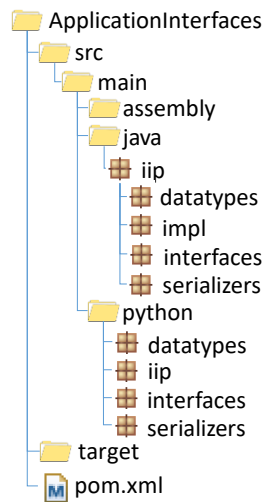 ApplicationInterfaces
src
main
assembly
java
iip
datatypes
impl
interfaces
serializers
python
datatypes
iip
interfaces
serializers
target
M pom.xml